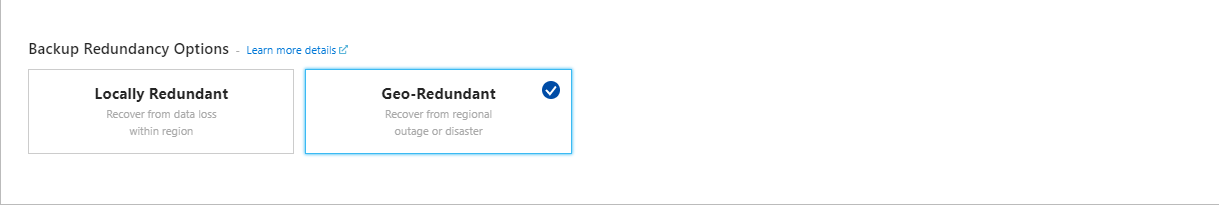 Backup Redundancy Options - Learn more details
Locally Redundant
Recover from data loss
within region
Geo-Redundant
Recover from regional
outage or disaster